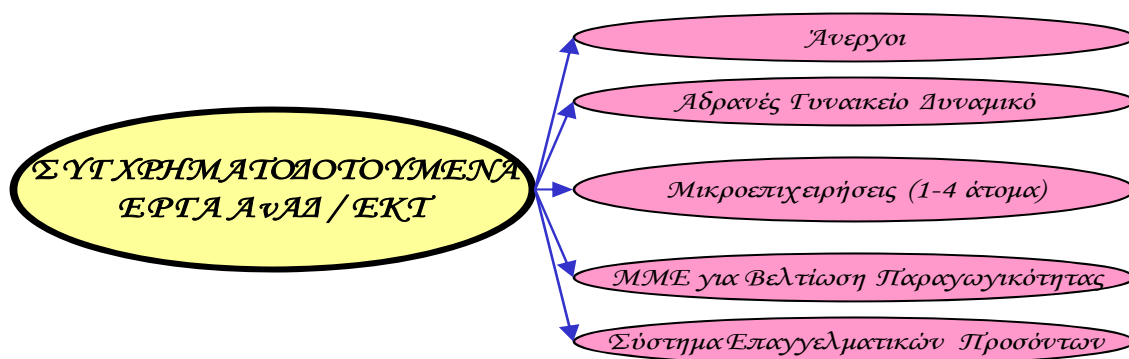 ΣΥΓΧΡΗΜΑΤΟΔΟΤΟΥΜΕΝΑ
ΕΡΓΑ ΑνΑΔ / ΕΚΤ
Άνεργοι
Αδρανές Γυναικείο Δυναμικό
Μικροεπιχειρήσεις (1-4 άτομα)
ΜΜΕ για Βελτίωση Παραγωγικότητας
Σύστημα Επαγγελματικών Προσόντων